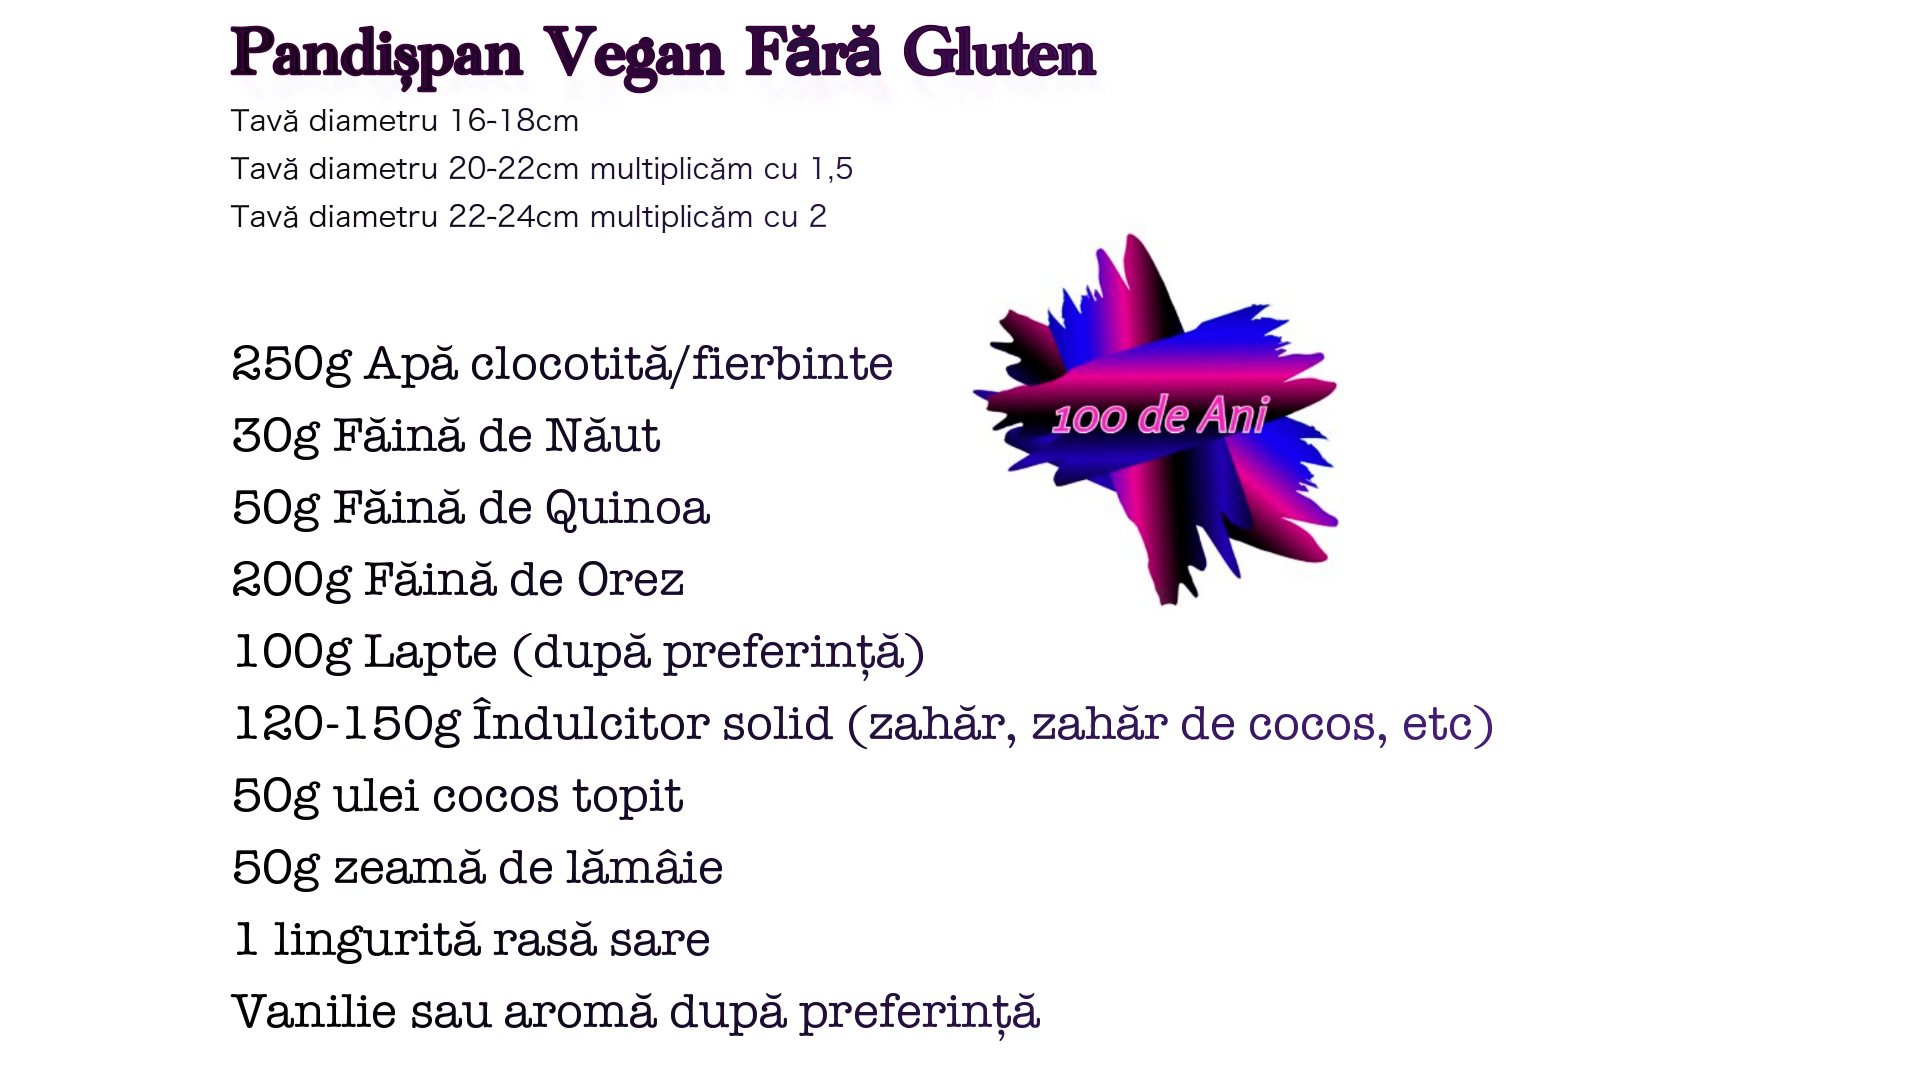 Pandișpan Vegan Fără Gluten
Tavă diametru 16-18cm
Tavă diametru 20-22cm multiplicăm cu 1,5
Tavă diametru 22-24cm multiplicăm cu 2
100 de Ani
250g Apă clocotită/fierbinte
30g Făină de Năut
50g Făină de Quinoa
200g Făină de Orez
100g Lapte (după preferință)
120-150g Îndulcitor solid (zahăr, zahăr de cocos, etc)
50g ulei cocos topit
50g zeamă de lămâie
1 lingurită rasă sare
Vanilie sau aromă după preferință